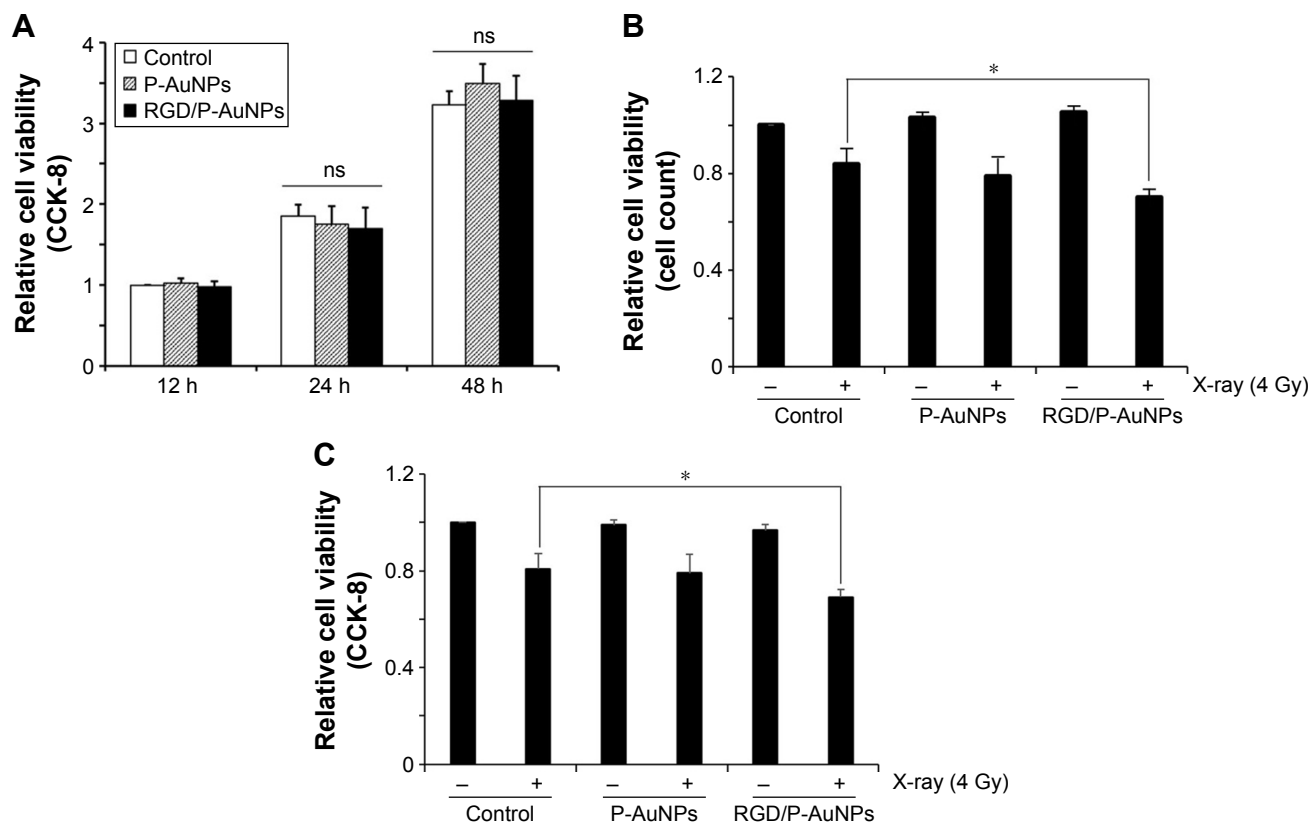 A
Relative cell viability
(CCK-8)
4
3
2
1
0
Control
P-AuNPs
RGD/P-AuNPs
ns
ns
12 h
24 h
48 h
B
Relative cell viability
(cell count)
1.2
0.8
0.4
0
*
– + – + – + X-ray (4 Gy)
Control P-AuNPs RGD/P-AuNPs
C
Relative cell viability
(CCK-8)
1.2
0.8
0.4
0
*
– + – + – + X-ray (4 Gy)
Control P-AuNPs RGD/P-AuNPs